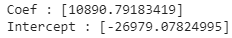 Coef : [10890.79183419]
Intercept : [-26979.07824995]